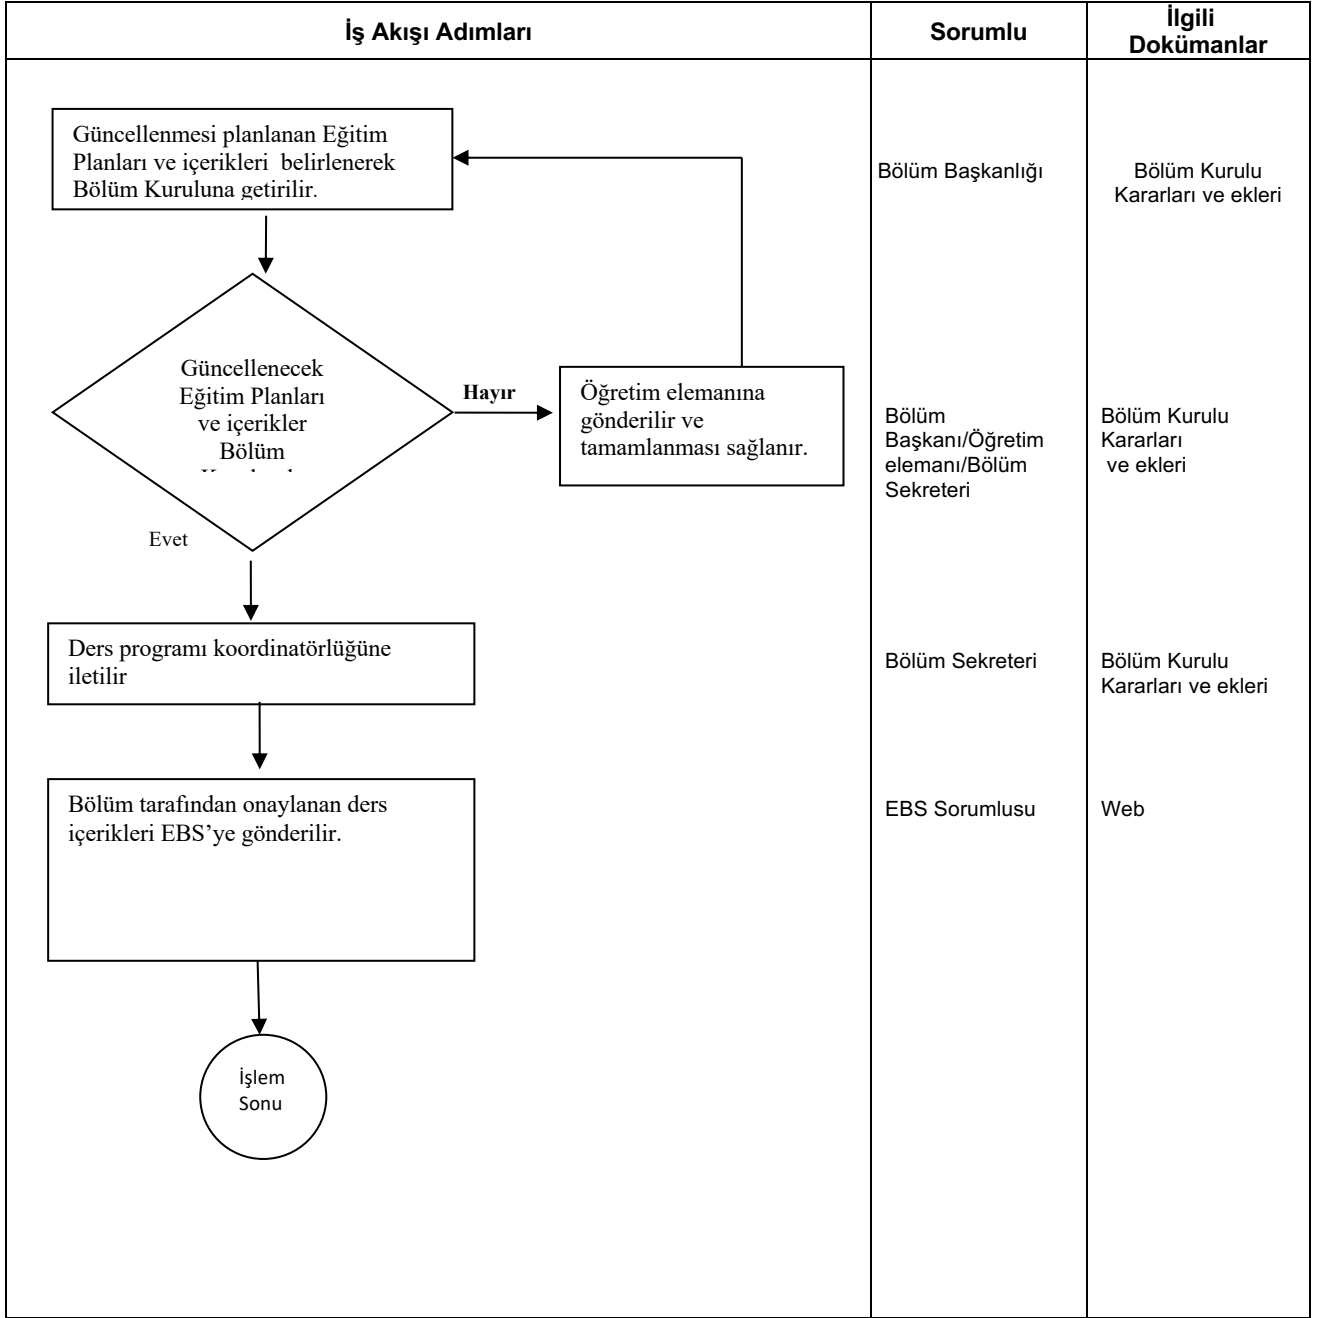 İş Akışı Adımları
Sorumlu
İlgili
Dokümanlar
Güncellenmesi planlanan Eğitim
Planları ve içerikleri  belirlenerek
Bölüm Kuruluna getirilir.
Bölüm Başkanlığı
Bölüm Kurulu
Kararları ve ekleri
Güncellenecek
Eğitim Planları
ve içerikler
Bölüm
Hayır
Öğretim elemanına
gönderilir ve
tamamlanması sağlanır.
Bölüm
Başkanı/Öğretim
elemanı/Bölüm
Sekreteri
Bölüm Kurulu
Kararları
ve ekleri
Evet
Ders programı koordinatörlüğüne
iletilir
Bölüm Sekreteri
Bölüm Kurulu
Kararları ve ekleri
Bölüm tarafından onaylanan ders
içerikleri EBS’ye gönderilir.
EBS Sorumlusu
Web
İşlem
Sonu